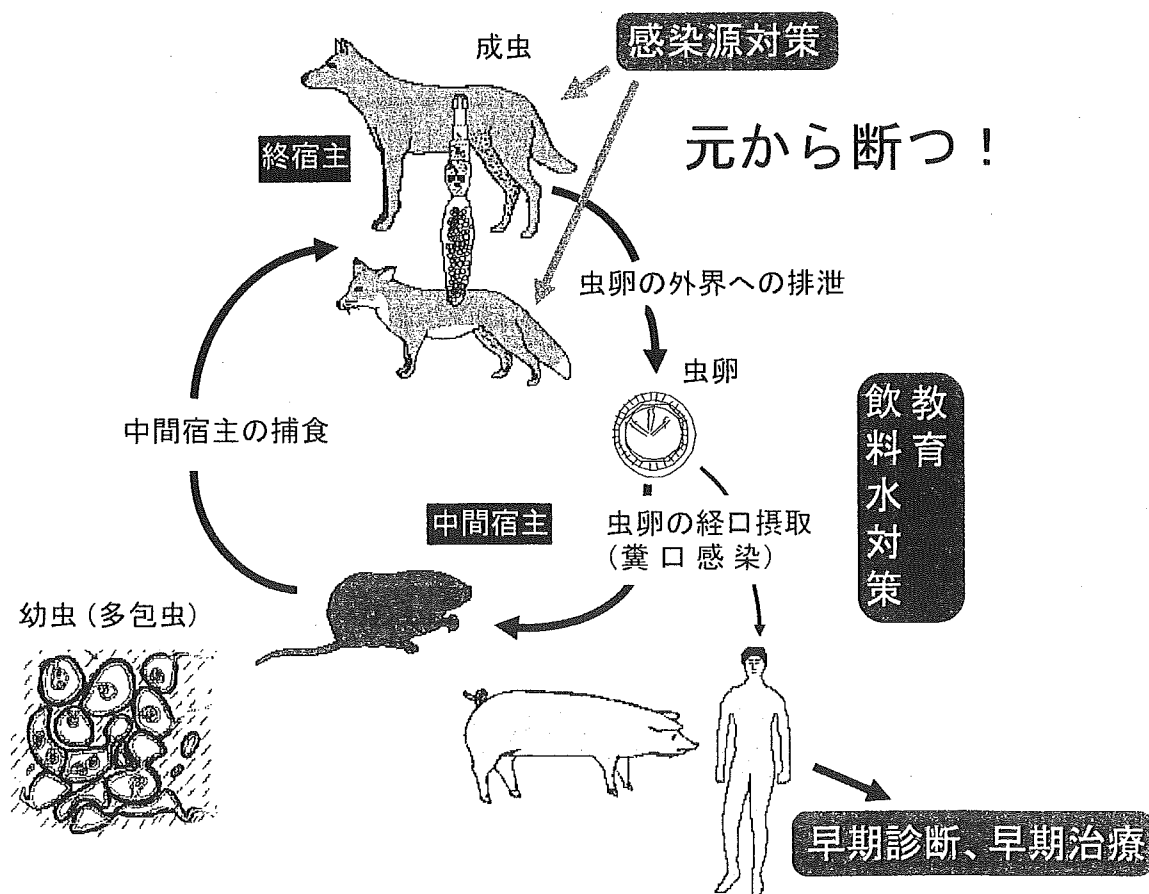 成虫
感染源対策
元から断つ！
終宿主
虫卵の外界への排泄
虫卵
中間宿主の捕食
教育
飲料水対策
中間宿主
虫卵の経口摂取
（糞口感染）
幼虫（多包虫）
早期診断、早期治療